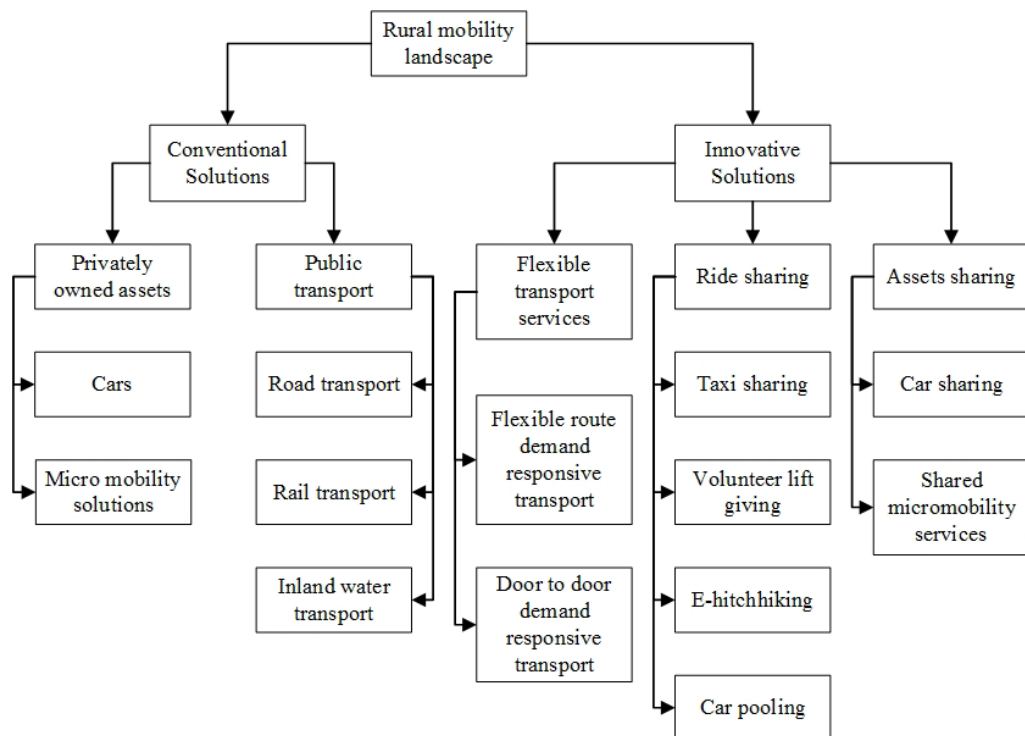 Rural mobility
landscape
Conventional
Solutions
Innovative
Solutions
Privately
owned assets
Public
transport
Flexible
transport
services
Ride sharing
Assets sharing
Cars
Road transport
Flexible route
demand
responsive
transport
Taxi sharing
Car sharing
Micro mobility
solutions
Rail transport
Volunteer lift
giving
Shared
micromobility
services
Inland water
transport
Door to door
demand
responsive
transport
E-hitchhiking
Car pooling